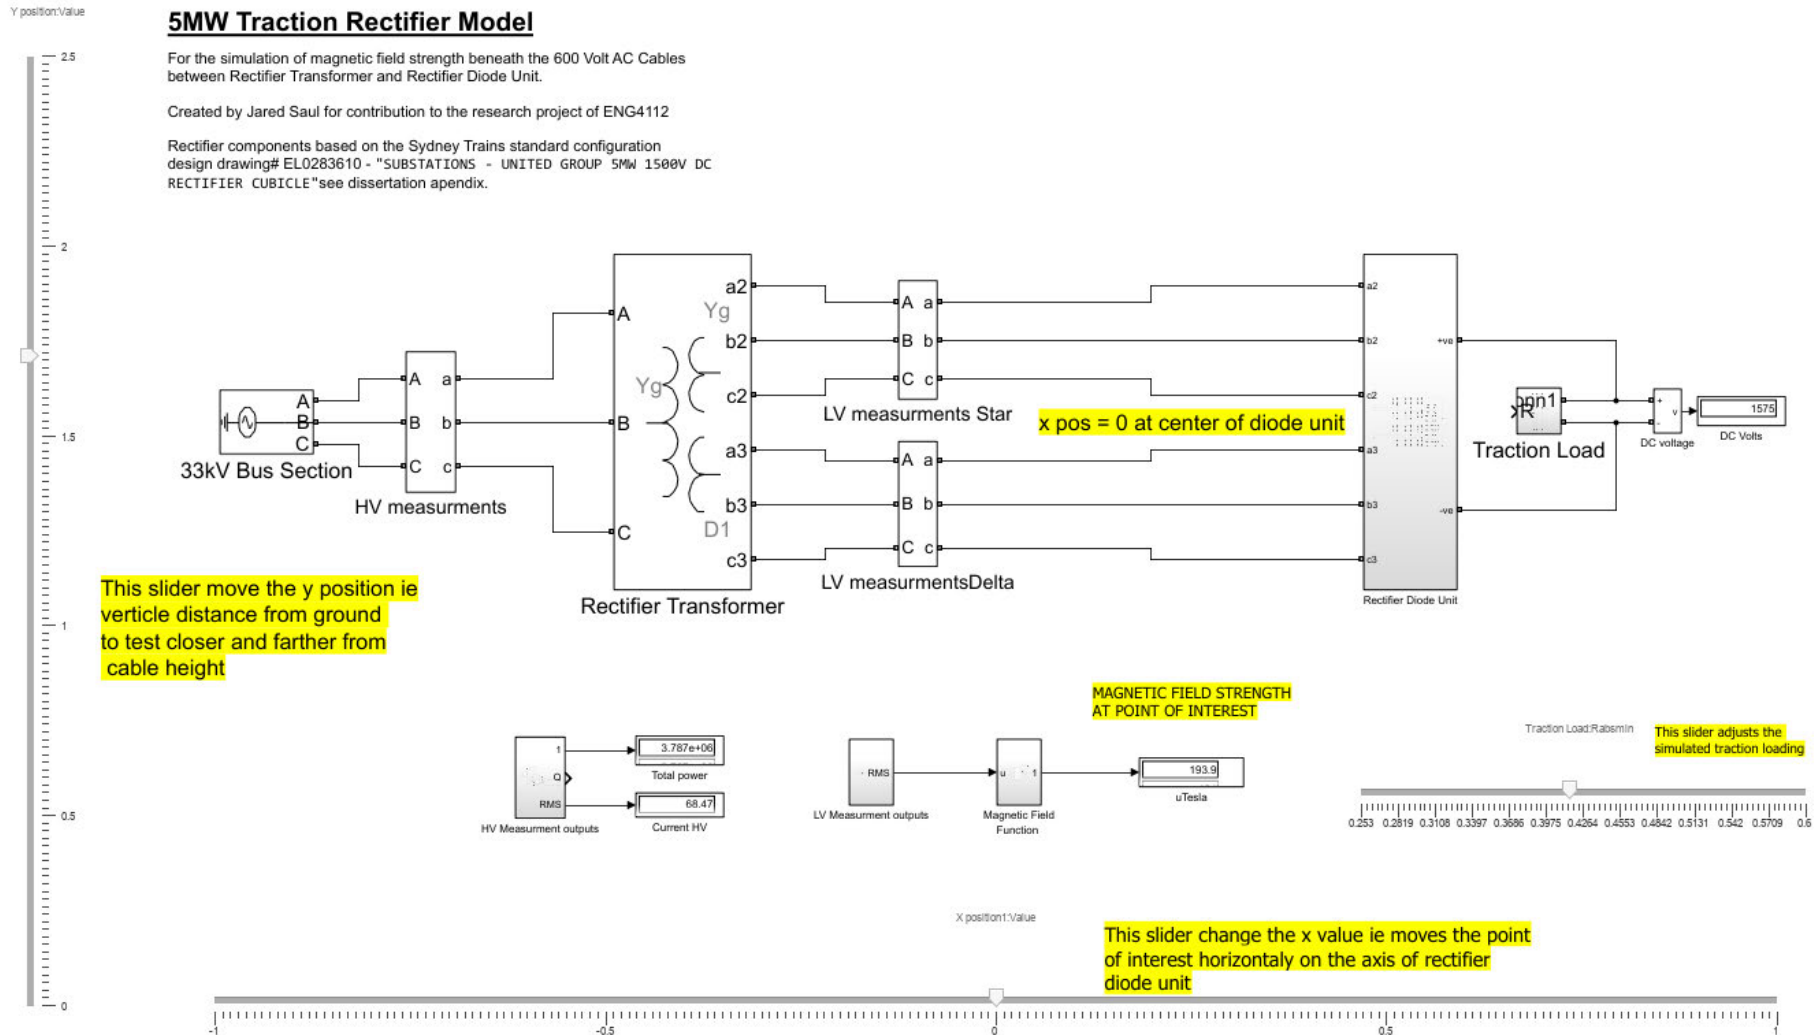 Y position:Value
5MW Traction Rectifier Model
For the simulation of magnetic field strength beneath the 600 Volt AC Cables
between Rectifier Transformer and Rectifier Diode Unit.
Created by Jared Saul for contribution to the research project of ENG4112
Rectifier components based on the Sydney Trains standard configuration
design drawing# EL0283610 - "SUBSTATIONS - UNITED GROUP 5MW 1500V DC
RECTIFIER CUBICLE"see dissertation apendix.
2.5
2
1.5
1
0.5
0
A
B
C
33kV Bus Section
A a
B b
C c
HV measurments
A
B
C
Yg
Yg
D1
a2
b2
c2
a3
b3
c3
Rectifier Transformer
A a
B b
C c
LV measurments Star
A a
B b
C c
LV measurmentsDelta
x pos = 0 at center of diode unit
a2
b2
c2
a3
b3
c3
+ve
-ve
Rectifier Diode Unit
Traction Load
+
v
-
DC voltage
1575
DC Volts
This slider move the y position ie
verticle distance from ground
to test closer and farther from
cable height
1
Q
RMS
HV Measurment outputs
3.787e+06
Total power
68.47
Current HV
RMS
LV Measurment outputs
u 1
Magnetic Field
Function
MAGNETIC FIELD STRENGTH
AT POINT OF INTEREST
193.9
uTesla
Traction Load:Rabsmin
This slider adjusts the
simulated traction loading
0.253 0.2819 0.3108 0.3397 0.3686 0.3975 0.4264 0.4553 0.4842 0.5131 0.542 0.5709 0.6
X position1:Value
This slider change the x value ie moves the point
of interest horizontaly on the axis of rectifier
diode unit
-1 -0.5 0 0.5 1